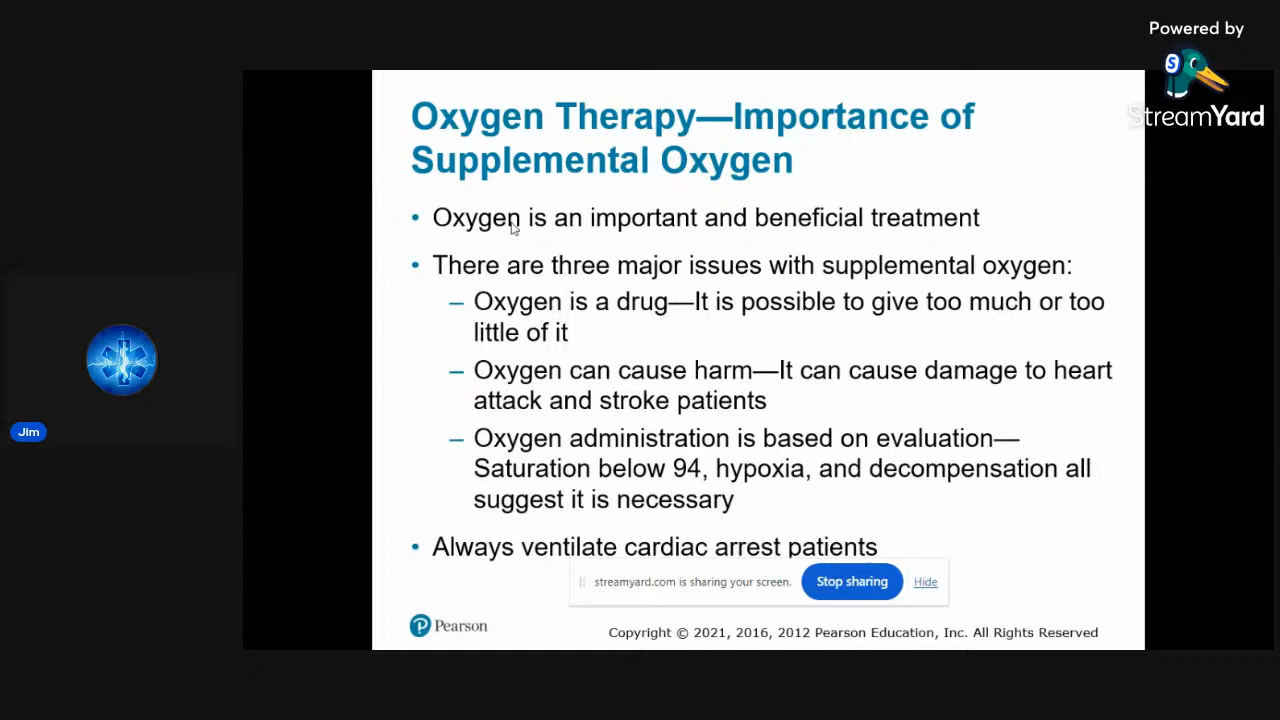 Powered by
StreamYard
Oxygen Therapy—Importance of
Supplemental Oxygen
• Oxygen is an important and beneficial treatment
• There are three major issues with supplemental oxygen:
– Oxygen is a drug—It is possible to give too much or too
little of it
– Oxygen can cause harm—It can cause damage to heart
attack and stroke patients
– Oxygen administration is based on evaluation—
Saturation below 94, hypoxia, and decompensation all
suggest it is necessary
• Always ventilate cardiac arrest patients
streamyard.com is sharing your screen.
Stop sharing
Hide
Pearson
Copyright © 2021, 2016, 2012 Pearson Education, Inc. All Rights Reserved
Jim